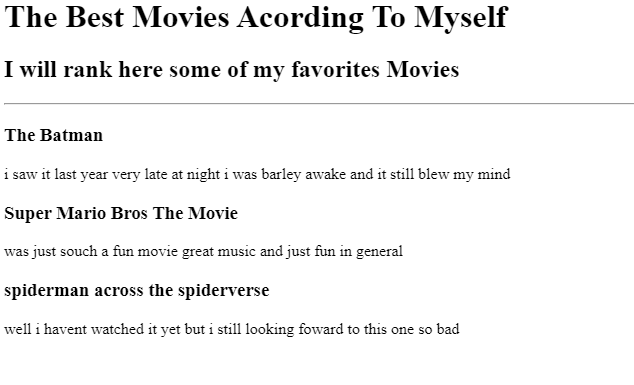 The Best Movies Acording To Myself
I will rank here some of my favorites Movies
The Batman
i saw it last year very late at night i was barley awake and it still blew my mind
Super Mario Bros The Movie
was just souch a fun movie great music and just fun in general
spiderman across the spiderverse
well i havent watched it yet but i still looking foward to this one so bad